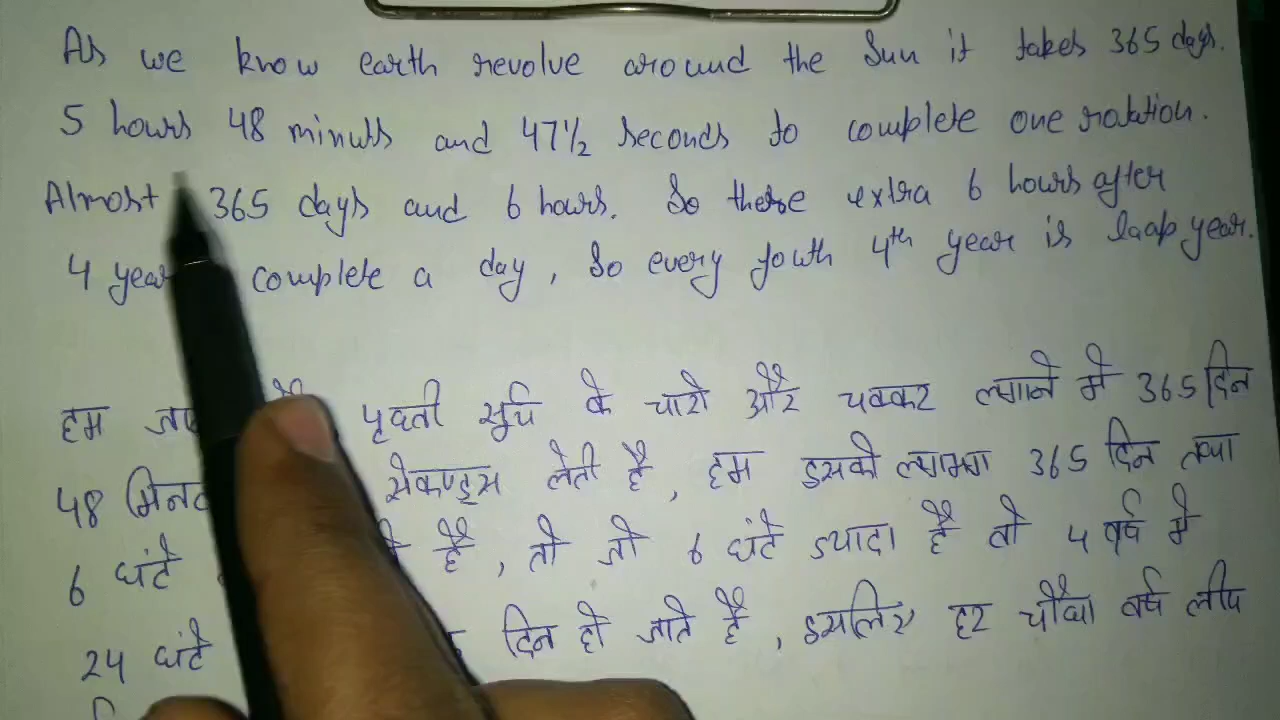 As we know earth revolve around the Sun it takes 365 days.
5 hours 48 minuts and 47½ seconds to complete one rotation.
Almost 365 days and 6 hours. So these extra 6 hours after
4 year complete a day, So every fouth 4th year is laap year.
हम पृथ्वी सुर्य के चारो और चक्कर लगाने मे 365 दिन
48 सेकण्ड्स लेती है, हम इसको लगभग 365 दिन तथा
6 घंटे है, तो जो 6 घंटे ज्यादा है वो 4 वर्ष मे
24 घंटे दिन हो जाते है, इसलिए हर चौथा वर्ष लीप